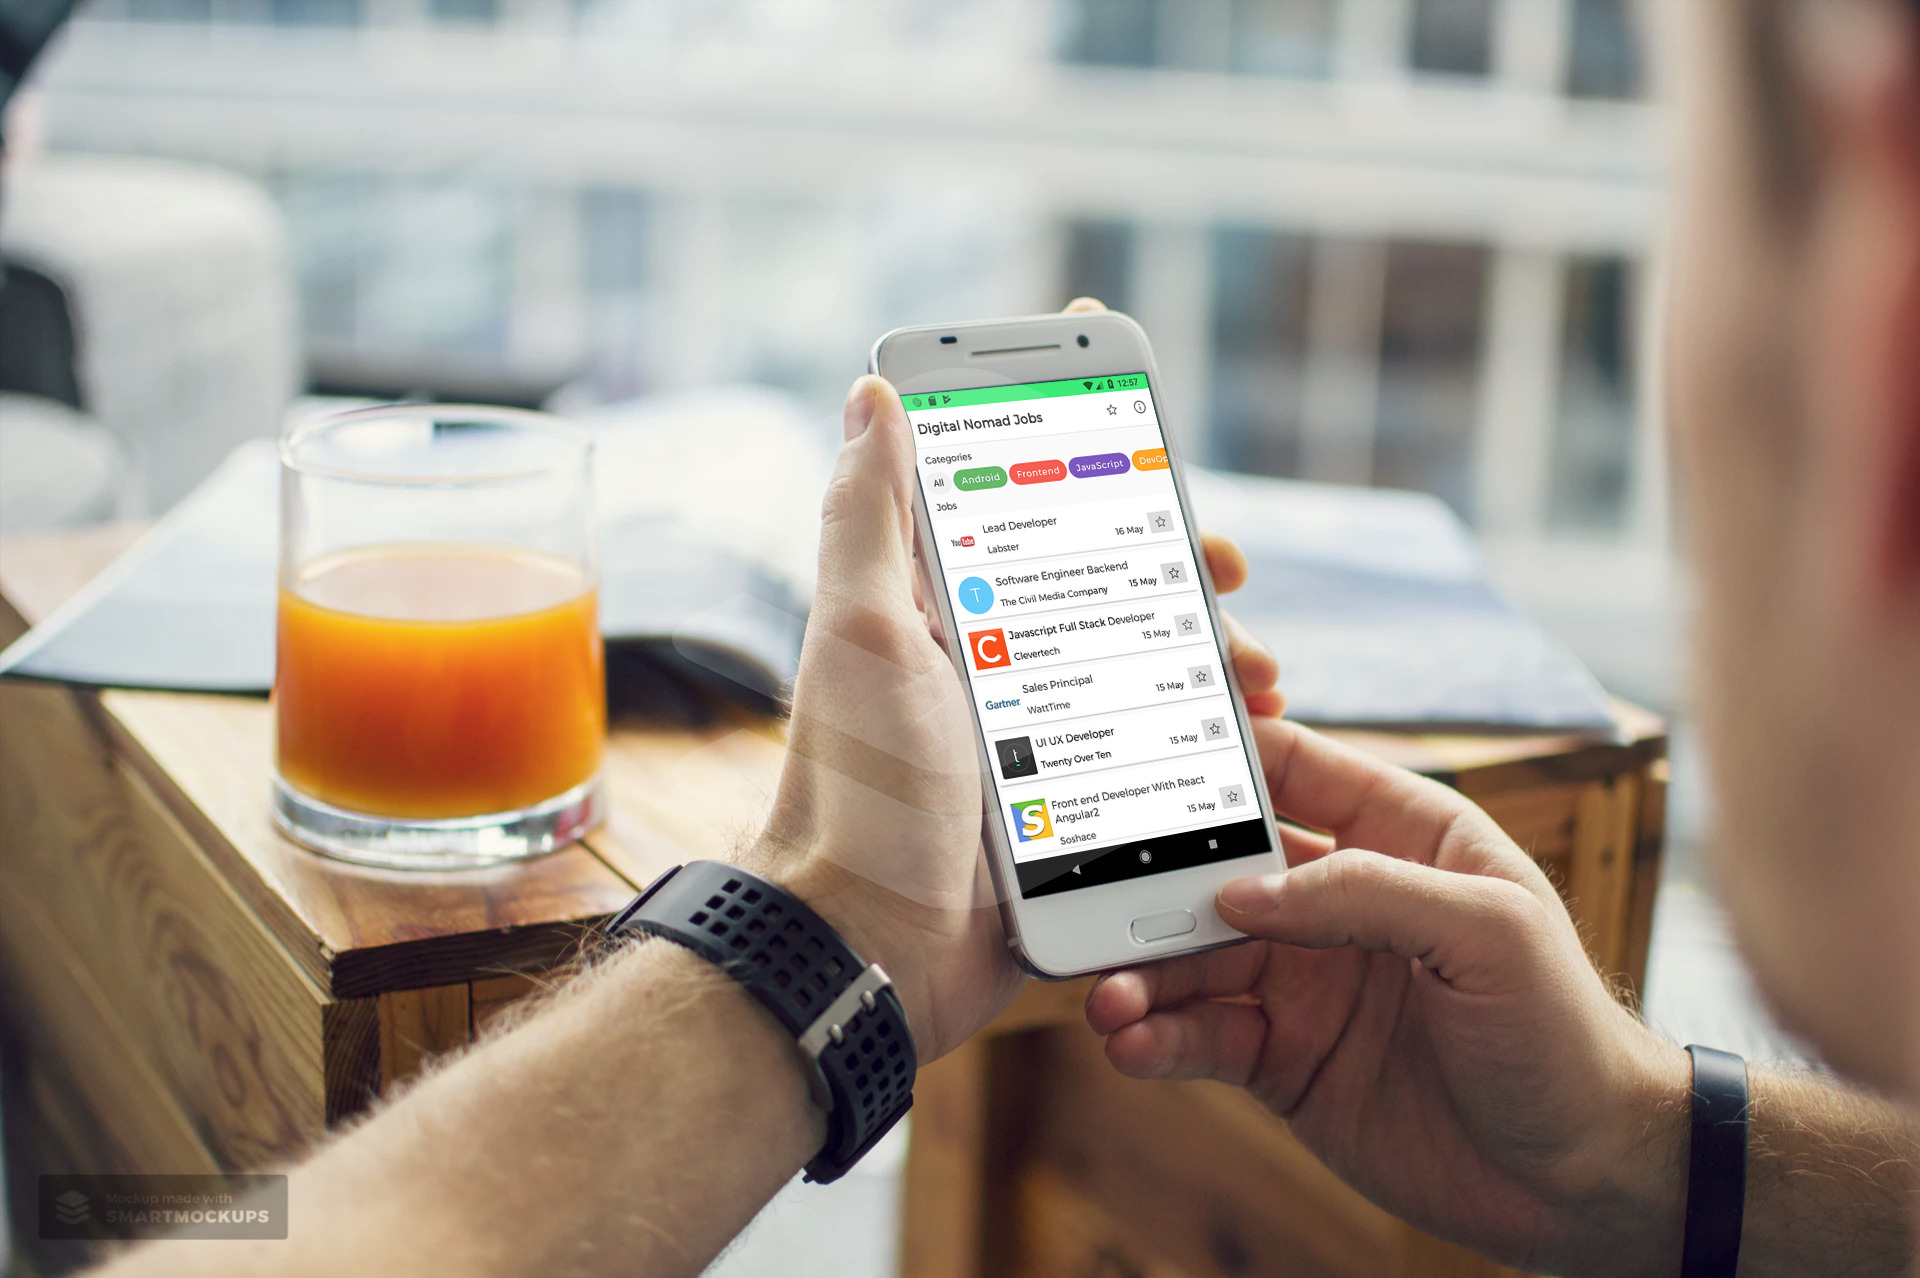 12:57
Digital Nomad Jobs
Categories
All Android Frontend JavaScript DevOp
Jobs
Lead Developer
YouTube
Labster
16 May
Software Engineer Backend
T
The Civil Media Company
15 May
Javascript Full Stack Developer
C
Clevertech
15 May
Sales Principal
Gartner
WattTime
15 May
UI UX Developer
t
Twenty Over Ten
15 May
Front end Developer With React
Angular2
S
Soshace
15 May
Mockup made with
SMARTMOCKUPS